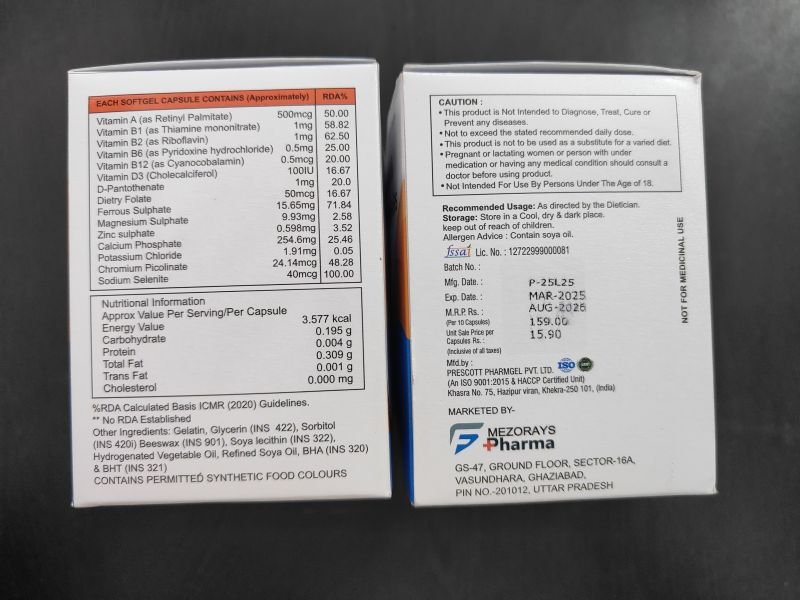 EACH SOFTGEL CAPSULE CONTAINS (Approximately) RDA%
Vitamin A (as Retinyl Palmitate) 500mcg 50.00
Vitamin B1 (as Thiamine mononitrate) 1mg 58.82
Vitamin B2 (as Riboflavin) 1mg 62.50
Vitamin B6 (as Pyridoxine hydrochloride) 0.5mg 25.00
Vitamin B12 (as Cyanocobalamin) 0.5mcg 20.00
Vitamin D3 (Cholecalciferol) 100IU 16.67
D-Pantothenate 1mg 20.0
Dietry Folate 50mcg 16.67
Ferrous Sulphate 15.65mg 71.84
Magnesium Sulphate 9.93mg 2.58
Zinc sulphate 0.598mg 3.52
Calcium Phosphate 254.6mg 25.46
Potassium Chloride 1.91mg 0.05
Chromium Picolinate 24.14mcg 48.28
Sodium Selenite 40mcg 100.00
Nutritional Information
Approx Value Per Serving/Per Capsule
Energy Value 3.577 kcal
Carbohydrate 0.195 g
Protein 0.004 g
Total Fat 0.309 g
Trans Fat 0.001 g
Cholesterol 0.000 mg
%RDA Calculated Basis ICMR (2020) Guidelines.
** No RDA Established
Other Ingredients: Gelatin, Glycerin (INS 422), Sorbitol
(INS 420i) Beeswax (INS 901), Soya lecithin (INS 322),
Hydrogenated Vegetable Oil, Refined Soya Oil, BHA (INS 320)
& BHT (INS 321)
CONTAINS PERMITTED SYNTHETIC FOOD COLOURS
CAUTION :
• This product is Not Intended to Diagnose, Treat, Cure or
Prevent any diseases.
• Not to exceed the stated recommended daily dose.
• This product is not to be used as a substitute for a varied diet.
• Pregnant or lactating women or person with under
medication or having any medical condition should consult a
doctor before using product.
• Not Intended For Use By Persons Under The Age of 18.
Recommended Usage: As directed by the Dietician.
Storage: Store in a Cool, dry & dark place.
keep out of reach of children.
Allergen Advice : Contain soya oil.
fssai Lic. No. : 12722999000081
Batch No. :
Mfg. Date. : P-25L25
Exp. Date. : MAR-2025
M.R.P. Rs. : AUG-2026
(Per 10 Capsules) 159.00
Unit Sale Price per 15.90
Capsules Rs. :
(Inclusive of all taxes)
Mfd.by :
PRESCOTT PHARMGEL PVT. LTD. ISO
(An ISO 9001:2015 & HACCP Certified Unit)
Khasra No. 75, Hazipur viran, Khekra-250 101, (India)
MARKETED BY-
MEZORAYS
Pharma
GS-47, GROUND FLOOR, SECTOR-16A,
VASUNDHARA, GHAZIABAD,
PIN NO.-201012, UTTAR PRADESH
NOT FOR MEDICINAL USE